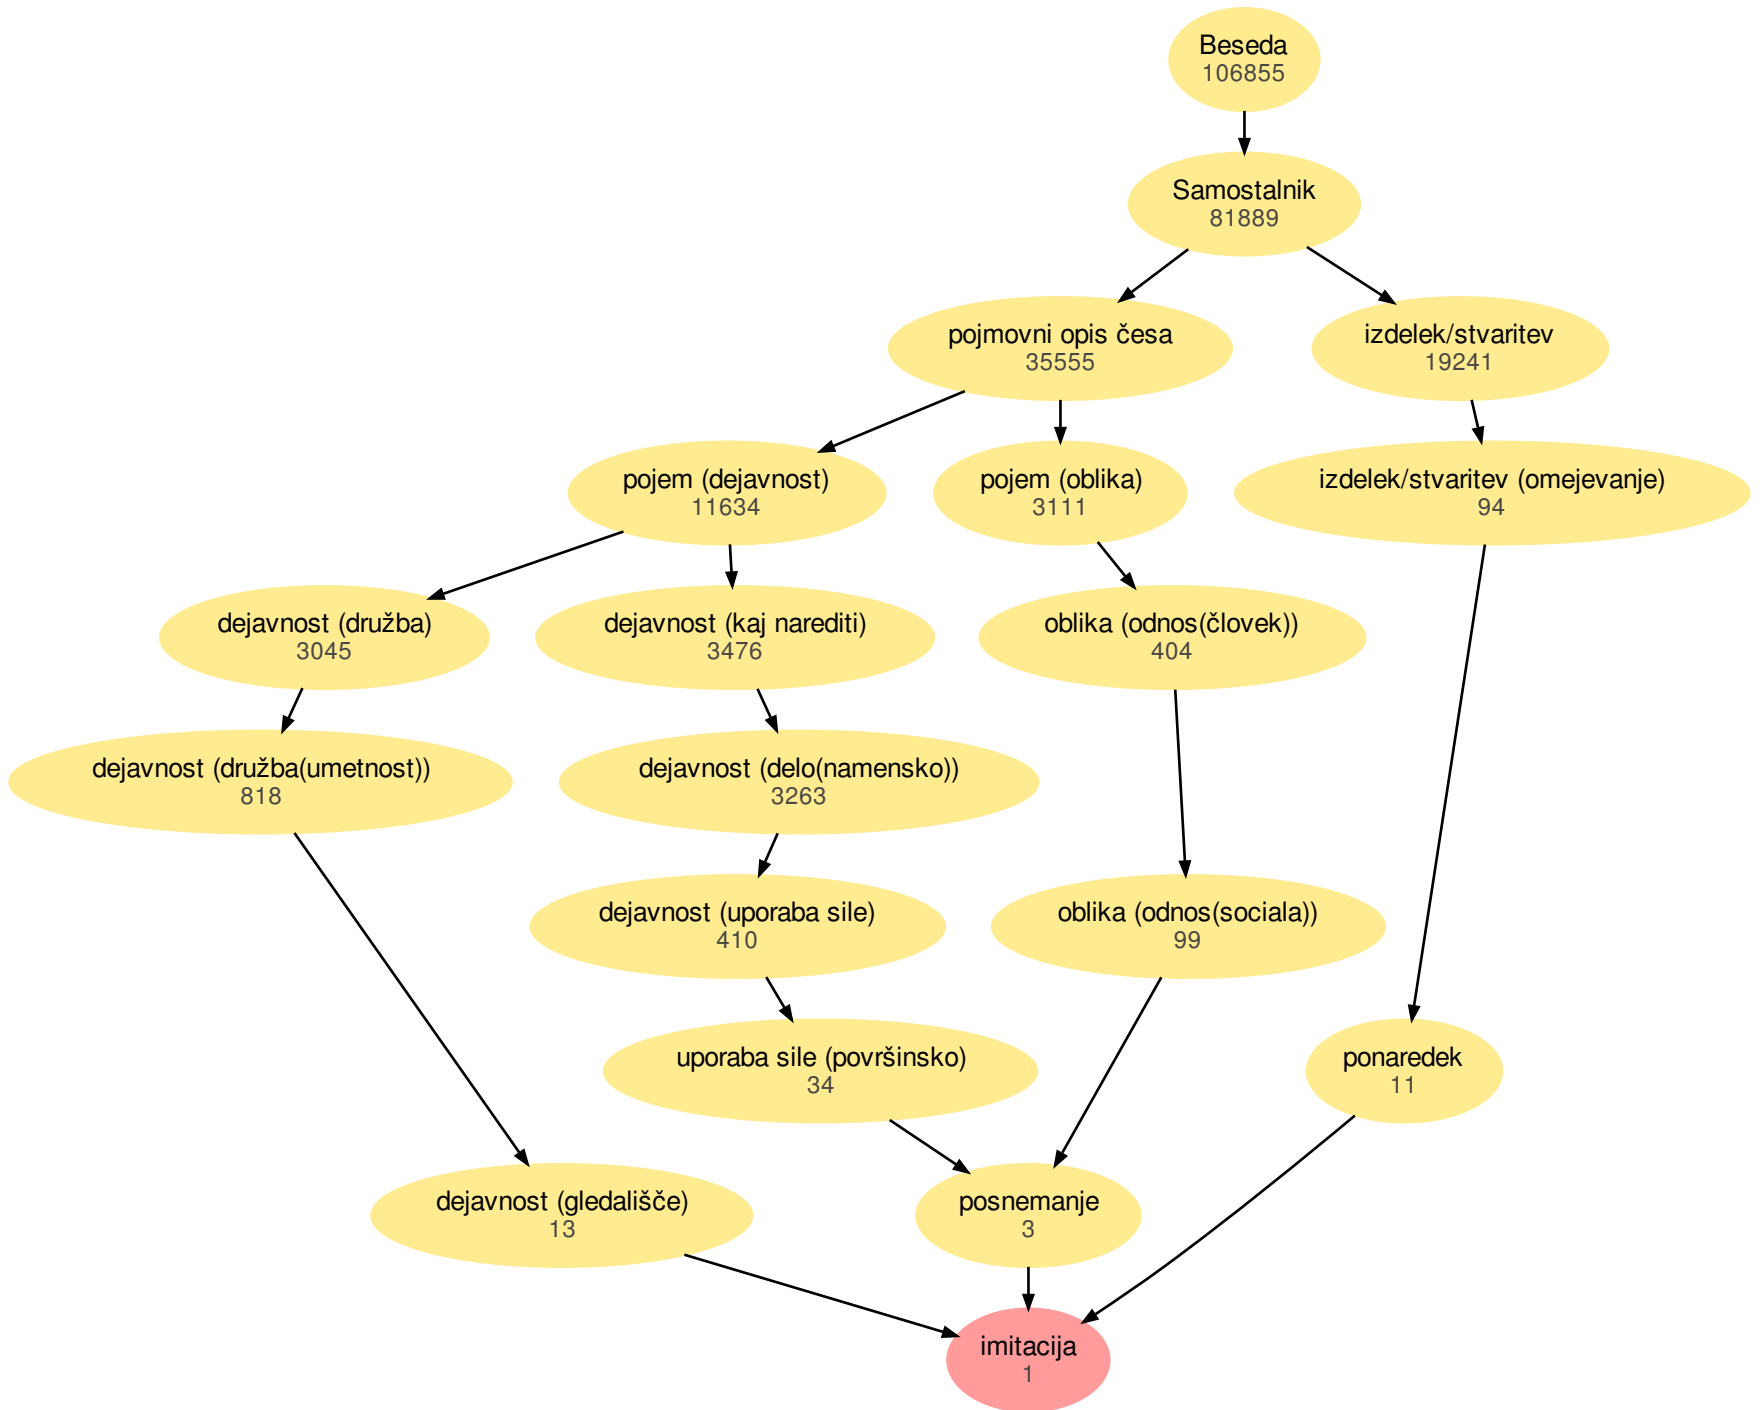 Beseda
106855
Samostalnik
81889
pojmovni opis česa
35555
izdelek/stvaritev
19241
pojem (dejavnost)
11634
pojem (oblika)
3111
izdelek/stvaritev (omejevanje)
94
dejavnost (družba)
3045
dejavnost (kaj narediti)
3476
oblika (odnos(človek))
404
dejavnost (družba(umetnost))
818
dejavnost (delo(namensko))
3263
dejavnost (uporaba sile)
410
oblika (odnos(sociala))
99
uporaba sile (površinsko)
34
ponaredek
11
dejavnost (gledališče)
13
posnemanje
3
imitacija
1